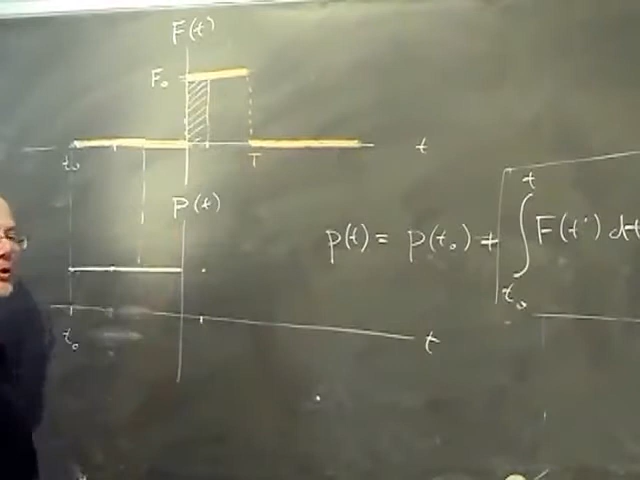 F(t)
F₀
t₀ T t
P(t)
p(t) = p(t₀) + ∫ t₀ t F(t') dt
t₀ t